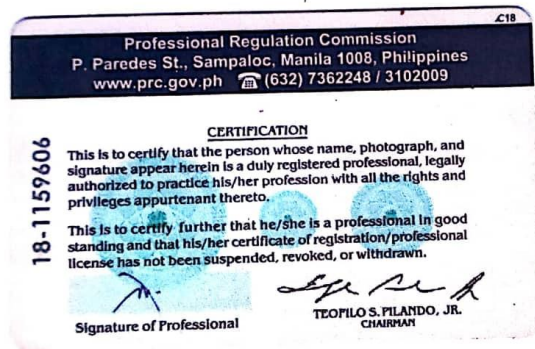 C18
Professional Regulation Commission
P. Paredes St., Sampaloc, Manila 1008, Philippines
www.prc.gov.ph ☎ (632) 7362248 / 3102009
18-1159606
CERTIFICATION
This is to certify that the person whose name, photograph, and
signature appear herein is a duly registered professional, legally
authorized to practice his/her profession with all the rights and
privileges appurtenant thereto.
This is to certify further that he/she is a professional in good
standing and that his/her certificate of registration/professional
license has not been suspended, revoked, or withdrawn.
Signature of Professional
TEOFILO S. PILANDO, JR.
CHAIRMAN